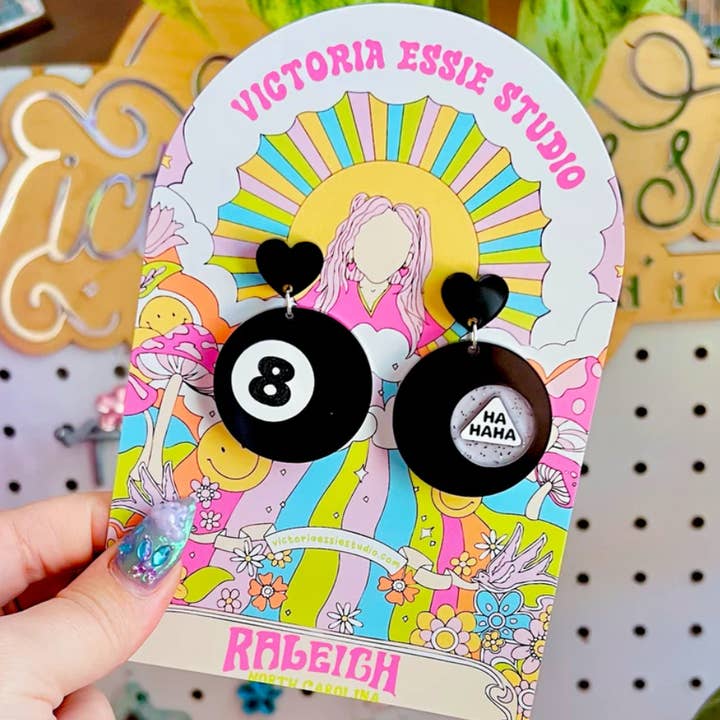 VICTORIA ESSIE STUDIO
8
HA
HAHA
victoriaessiestudio.com
RALEIGH
NORTH CAROLINA